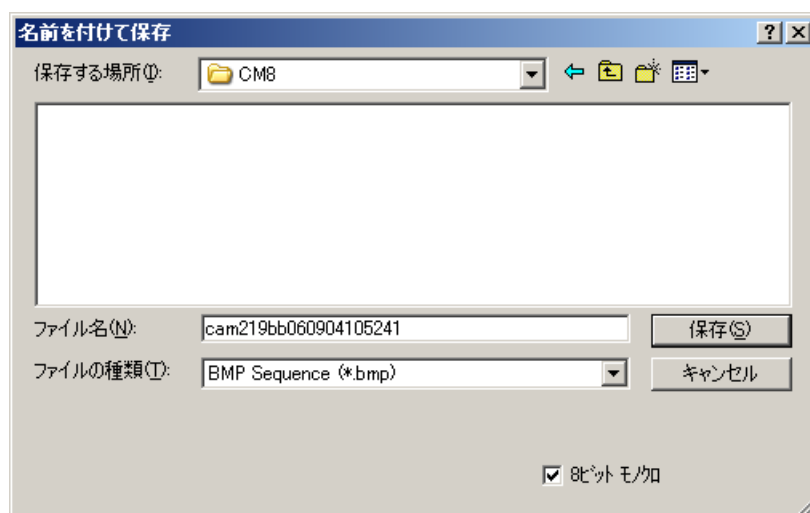 名前を付けて保存
保存する場所(I): CM8
ファイル名(N): cam219bb060904105241 保存(S)
ファイルの種類(T): BMP Sequence (*.bmp) キャンセル
8ビット モノクロ